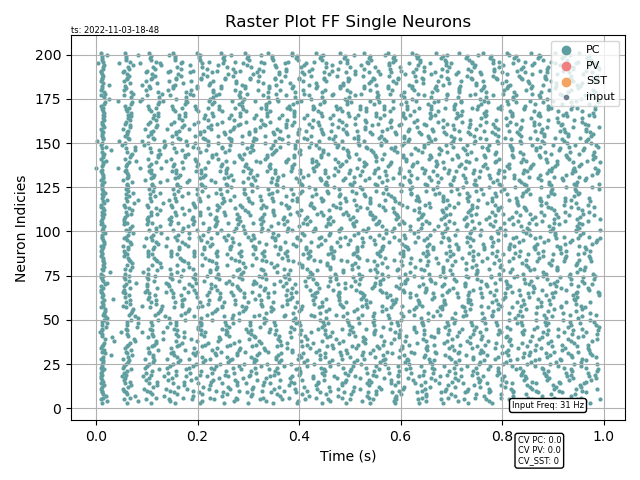 Raster Plot FF Single Neurons
ts: 2022-11-03-18-48
PC
PV
SST
input
Neuron Indicies
200
175
150
125
100
75
50
25
0
Input Freq: 31 Hz
0.0 0.2 0.4 0.6 0.8 1.0
Time (s)
CV PC: 0.0
CV PV: 0.0
CV_SST: 0